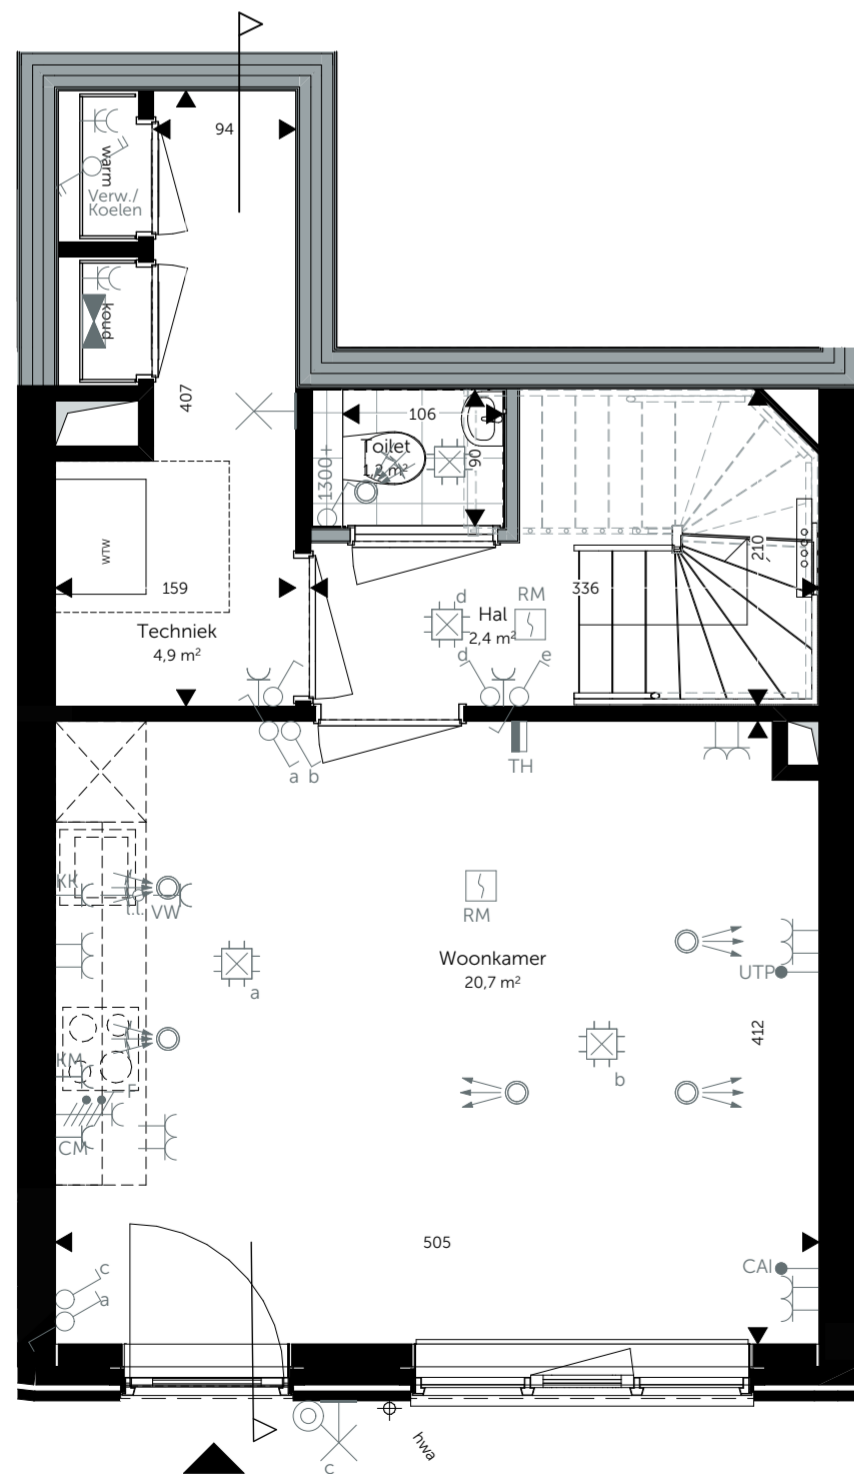 94
warm
Verw./
Koelen
koud
407
106
Toilet
1,2 m²
90
1300+
WTW
159
Techniek
4,9 m²
210
336
d
Hal
2,4 m²
RM
d
e
a
b
TH
KK
VW
RM
Woonkamer
20,7 m²
a
UTP
412
b
KM
F
CM
505
c
a
CAI
hwa
c